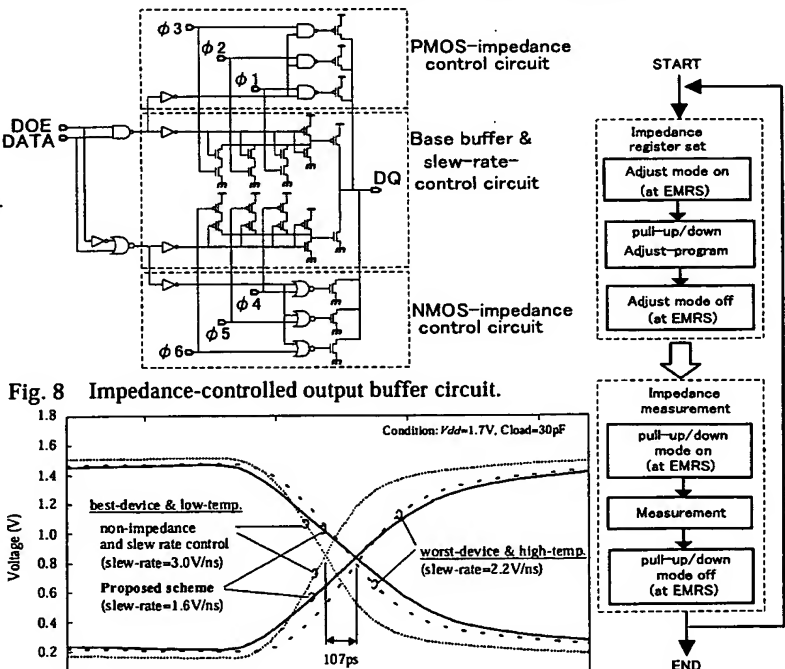 φ3
φ2
φ1
PMOS-impedance
control circuit
DOE
DATA
Base buffer &
slew-rate-
control circuit
DQ
φ4
φ5
φ6
NMOS-impedance
control circuit
Fig. 8 Impedance-controlled output buffer circuit.
START
Impedance
register set
Adjust mode on
(at EMRS)
pull-up/down
Adjust-program
Adjust mode off
(at EMRS)
Impedance
measurement
pull-up/down
mode on
(at EMRS)
Measurement
pull-up/down
mode off
(at EMRS)
END
Voltage (V)
1.8
1.6
1.4
1.2
1.0
0.8
0.6
0.4
0.2
Condition: Vdd=1.7V, Cload=30pF
best-device & low-temp.
non-impedance
and slew rate control
(slew-rate=3.0V/ns)
Proposed scheme
(slew-rate=1.6V/ns)
worst-device & high-temp.
(slew-rate=2.2V/ns)
107ps